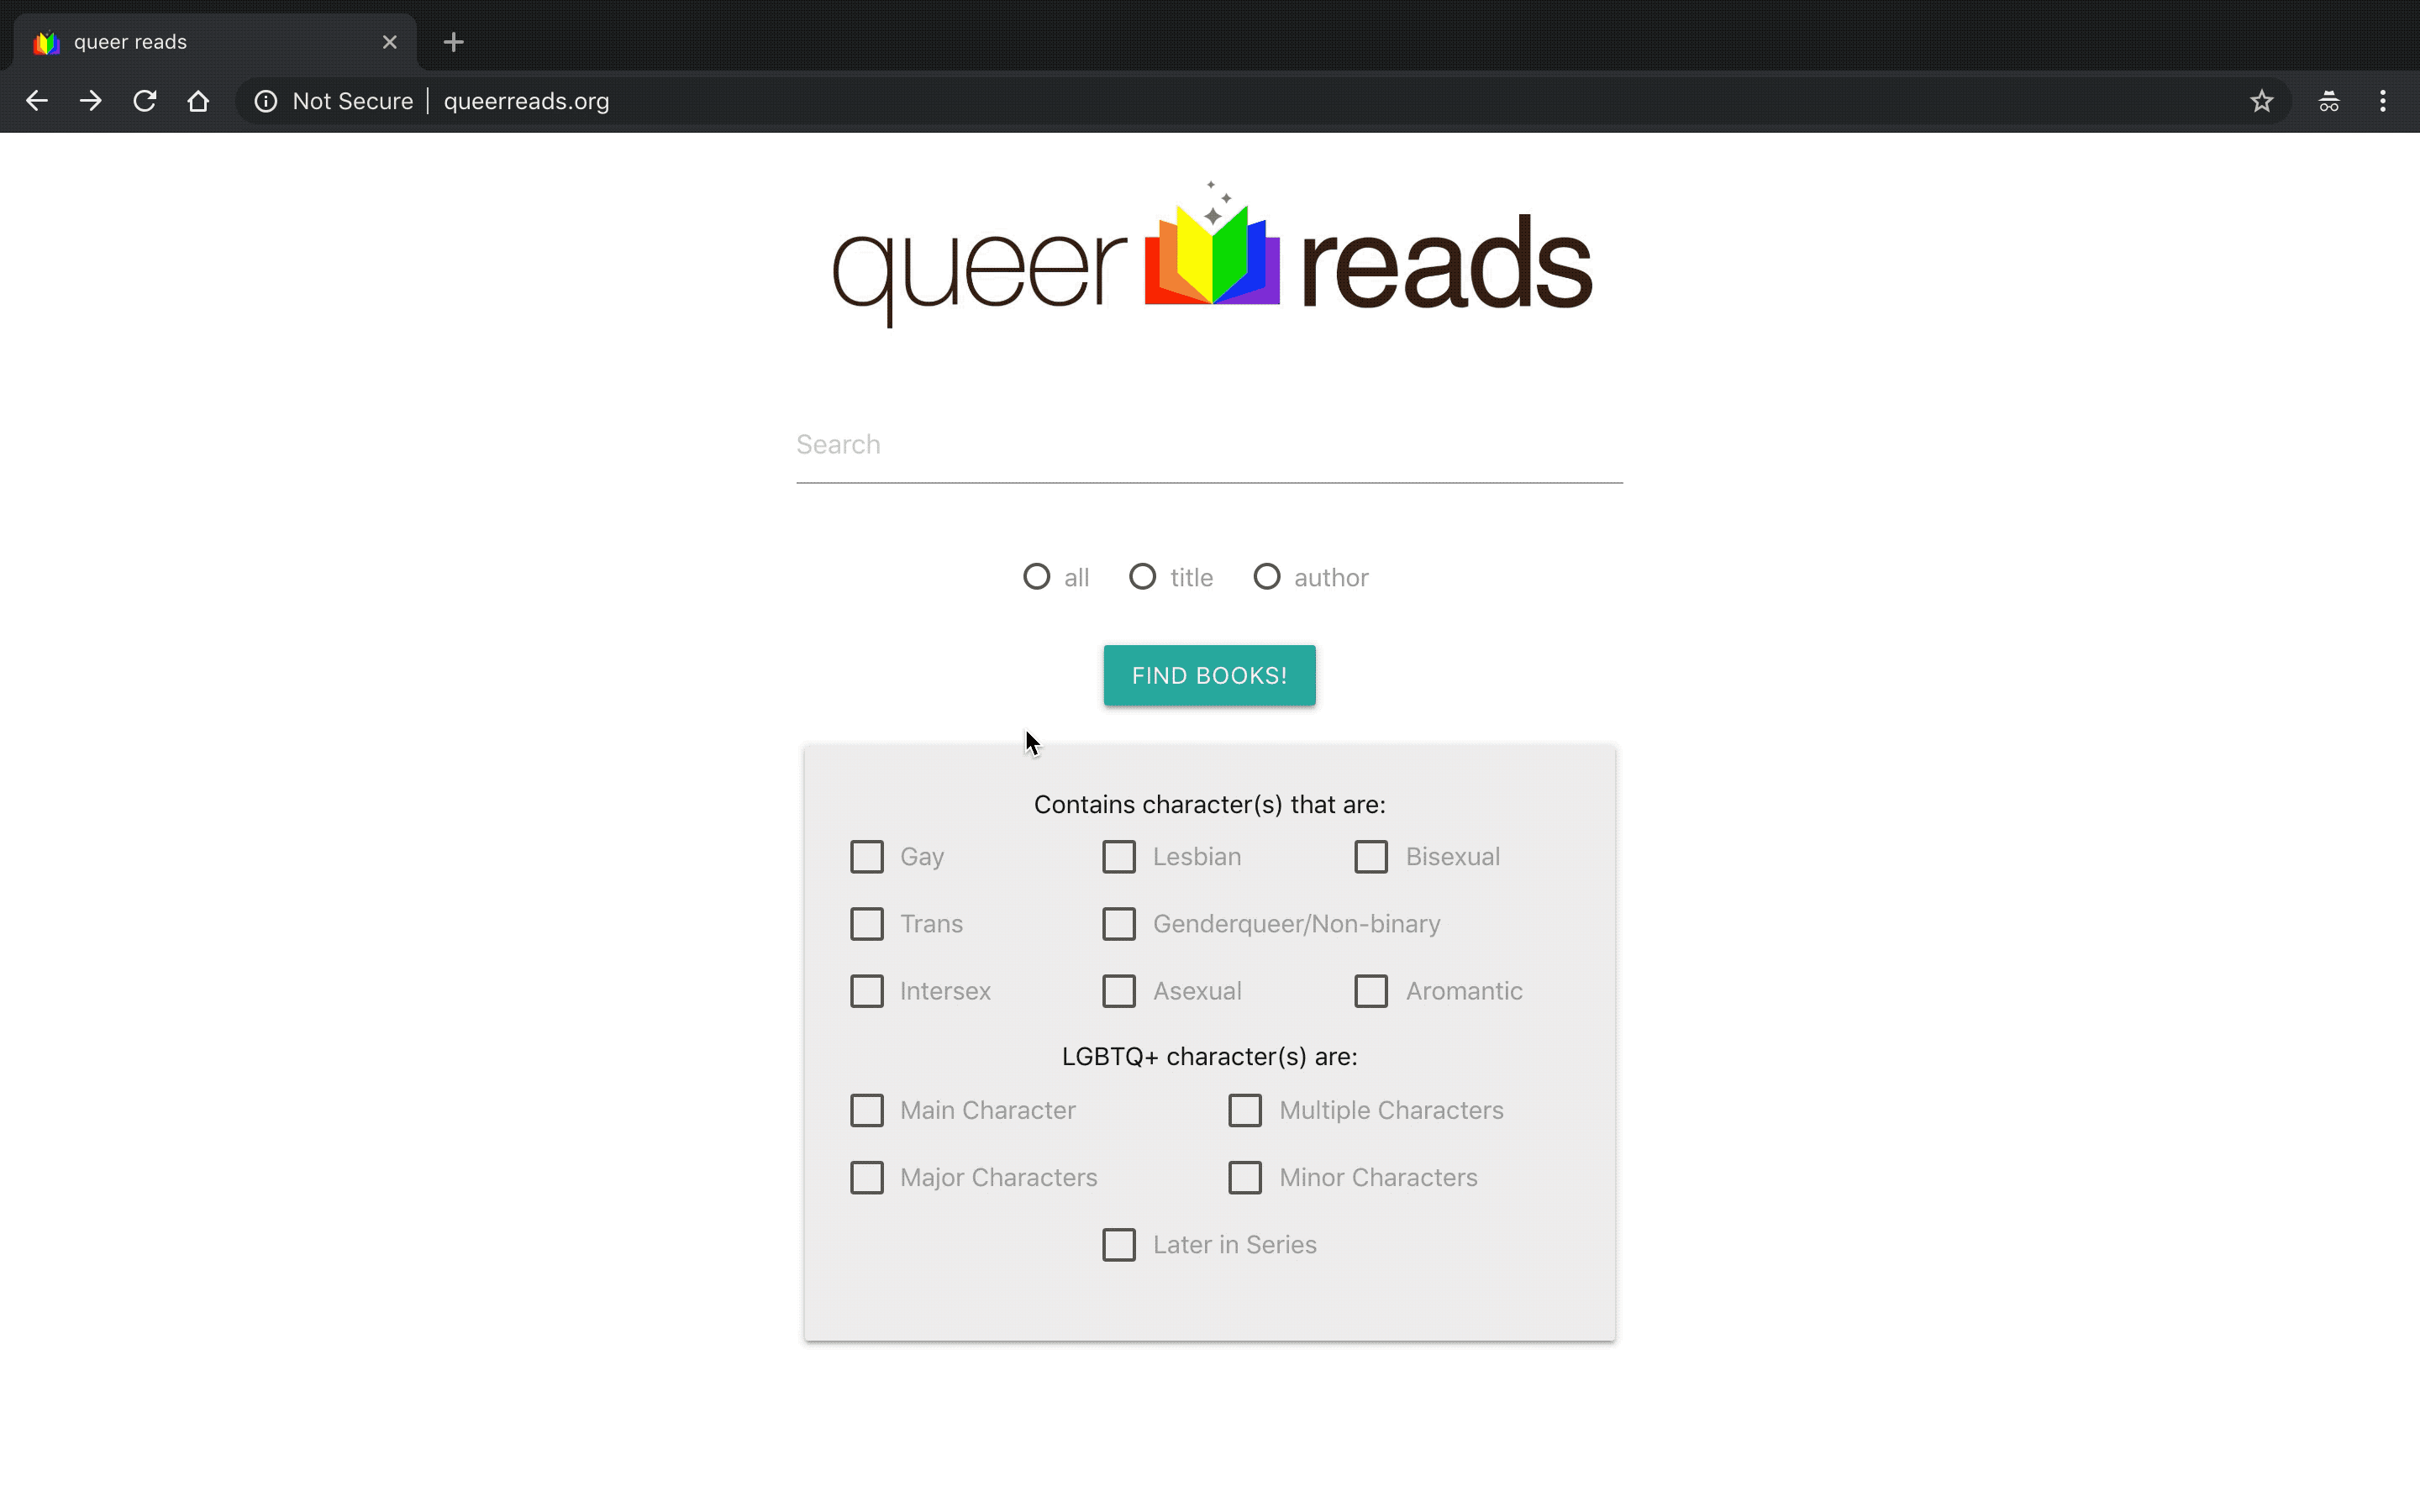 queer reads
Not Secure | queerreads.org
queer reads
Search
all title author
FIND BOOKS!
Contains character(s) that are:
Gay Lesbian Bisexual
Trans Genderqueer/Non-binary
Intersex Asexual Aromantic
LGBTQ+ character(s) are:
Main Character Multiple Characters
Major Characters Minor Characters
Later in Series